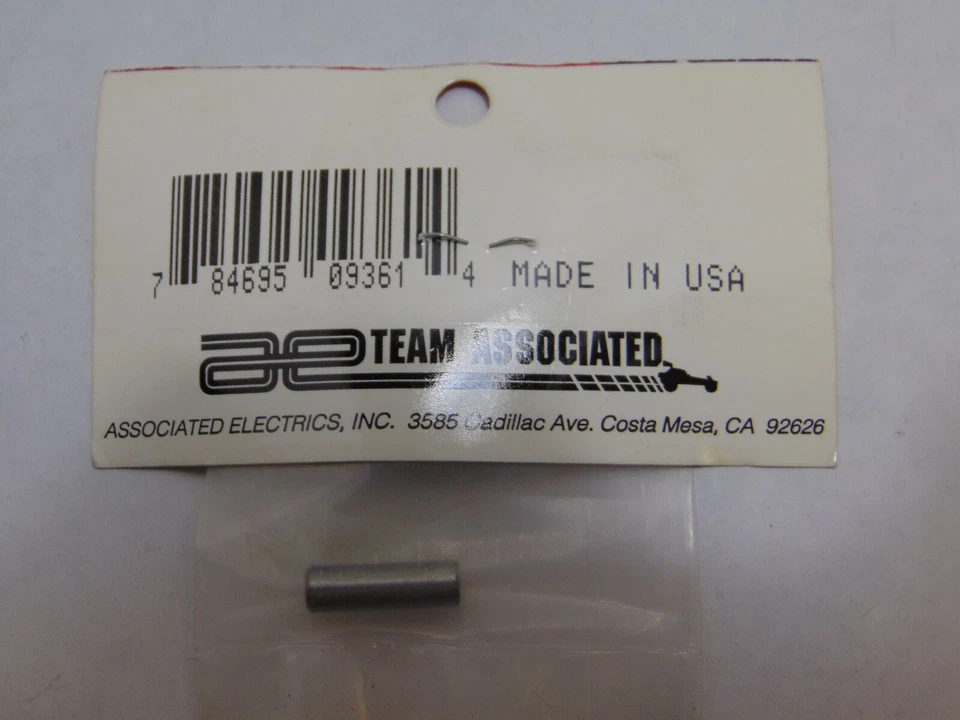 7 84695 09361 4 MADE IN USA
ae TEAM ASSOCIATED
ASSOCIATED ELECTRICS, INC. 3585 Cadillac Ave. Costa Mesa, CA 92626